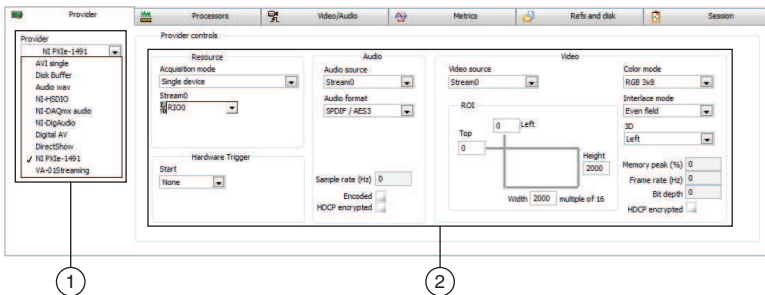 Provider
Processors
Video/Audio
Metrics
Refs and disk
Session
Provider
NI PXIe-1491
AVI single
Disk Buffer
Audio wav
NI-HSDIO
NI-DAQmx audio
NI-DigAudio
Digital AV
DirectShow
✓ NI PXIe-1491
VA-01Streaming
Provider controls
Resource
Acquisition mode
Single device
Stream0
RIO0
Hardware Trigger
Start
None
Audio
Audio source
Stream0
Audio format
SPDIF / AES3
Sample rate (Hz) 0
Encoded
HDCP encrypted
Video
Video source
Stream0
ROI
0 Left
Top
0
Height
2000
Width 2000 multiple of 16
Color mode
RGB 3x8
Interlace mode
Even field
3D
Left
Memory peak (%) 0
Frame rate (Hz) 0
Bit depth 0
HDCP encrypted
1
2